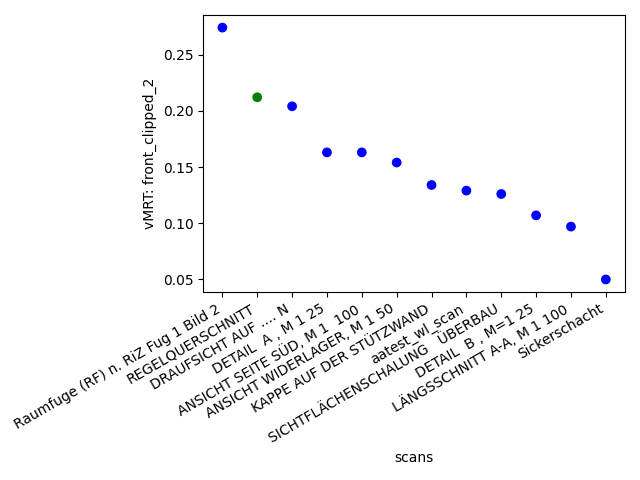 vMRT: front_clipped_2
0.25
0.20
0.15
0.10
0.05
Raumfuge (RF) n. RiZ Fug 1 Bild 2
REGELQUERSCHNITT
DRAUFSICHT AUF .... N
DETAIL  A , M 1 25
ANSICHT SEITE SÜD, M 1  100
ANSICHT WIDERLAGER, M 1 50
KAPPE AUF DER STÜTZWAND
aatest_wl_scan
SICHTFLÄCHENSCHALUNG   ÜBERBAU
DETAIL  B , M=1 25
LÄNGSSCHNITT A-A, M 1 100
Sickerschacht
scans